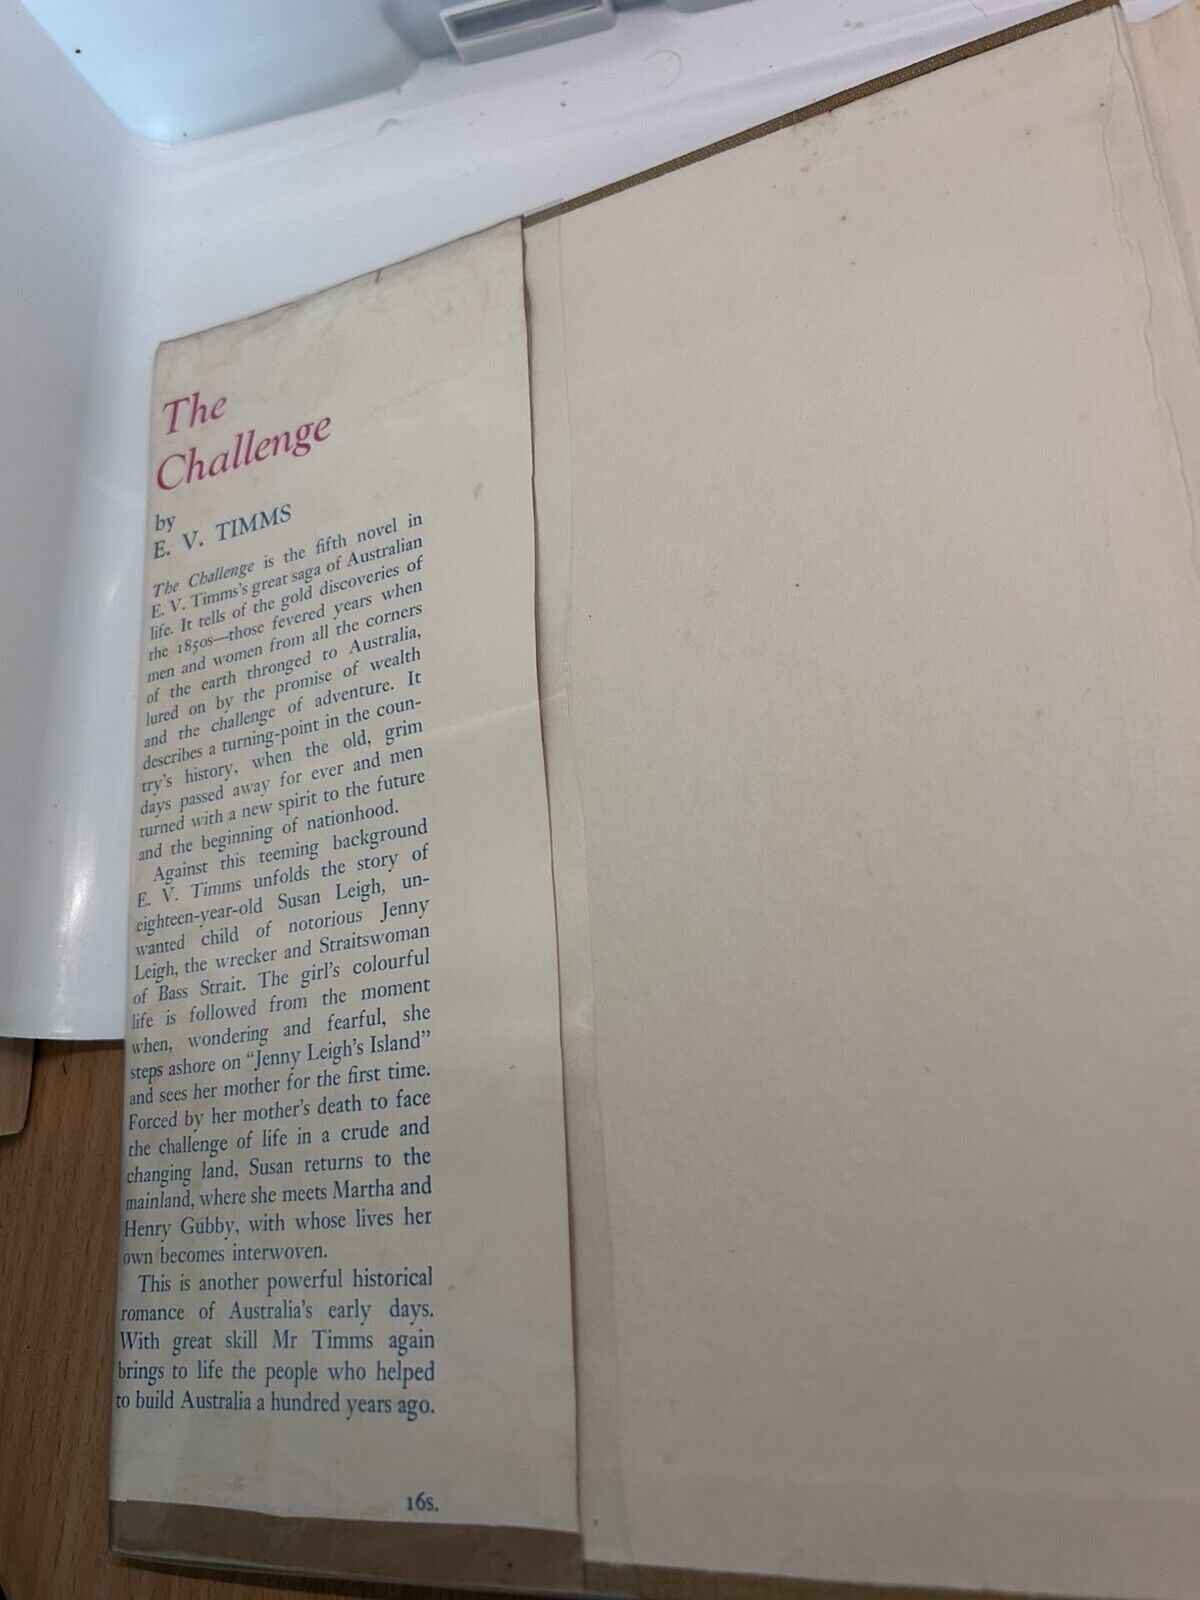 The
Challenge
by
E. V. TIMMS
The Challenge is the fifth novel in
E. V. Timms's great saga of Australian
life. It tells of the gold discoveries of
the 1850s—those fevered years when
men and women from all the corners
of the earth thronged to Australia,
lured on by the promise of wealth
and the challenge of adventure. It
describes a turning-point in the coun-
try's history, when the old, grim
days passed away for ever and men
turned with a new spirit to the future
and the beginning of nationhood.
Against this teeming background
E. V. Timms unfolds the story of
eighteen-year-old Susan Leigh, un-
wanted child of notorious Jenny
Leigh, the wrecker and Straitswoman
of Bass Strait. The girl's colourful
life is followed from the moment
when, wondering and fearful, she
steps ashore on "Jenny Leigh's Island"
and sees her mother for the first time.
Forced by her mother's death to face
the challenge of life in a crude and
changing land, Susan returns to the
mainland, where she meets Martha and
Henry Gubby, with whose lives her
own becomes interwoven.
This is another powerful historical
romance of Australia's early days.
With great skill Mr Timms again
brings to life the people who helped
to build Australia a hundred years ago.
16s.